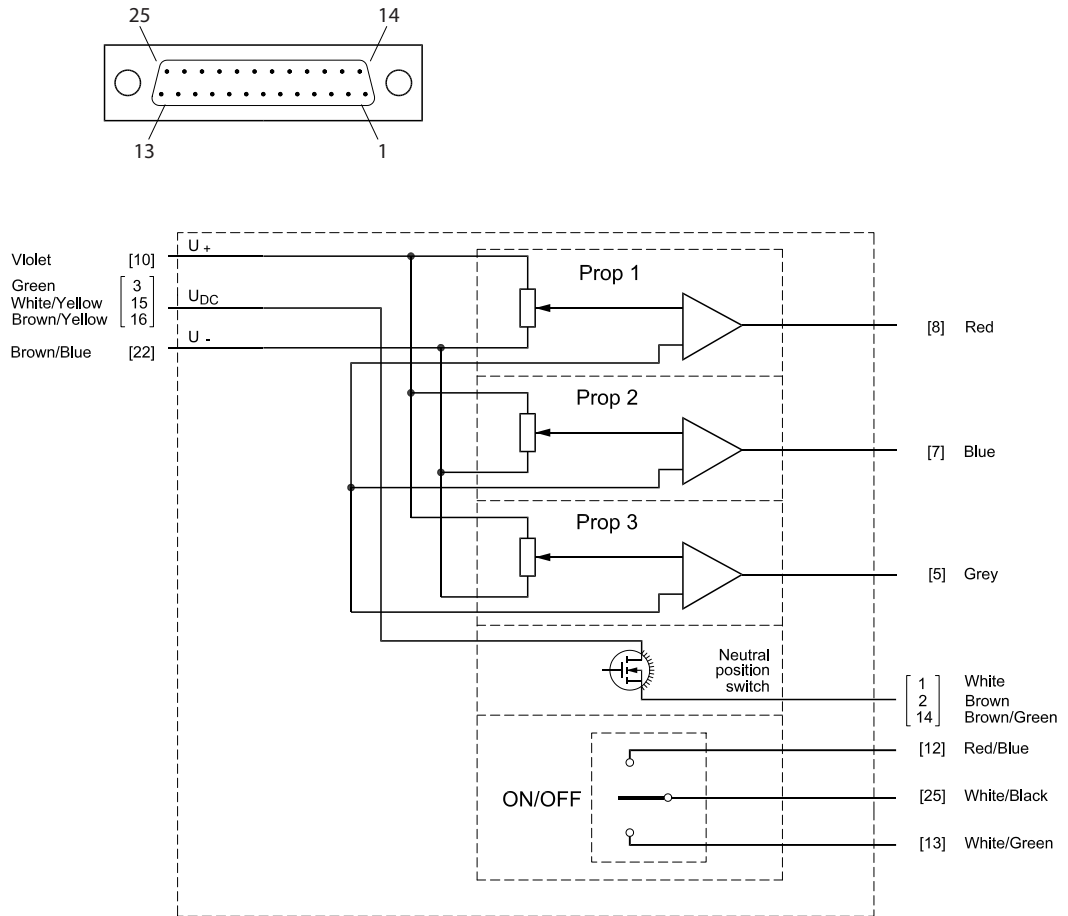 25 14
13 1
U +
Violet [10]
Green [ 3 ]
White/Yellow [ 15 ] UDC
Brown/Yellow [ 16 ]
U -
Brown/Blue [22]
Prop 1
[8] Red
Prop 2
[7] Blue
Prop 3
[5] Grey
Neutral
position
switch
[ 1 ] White
[ 2 ] Brown
[ 14 ] Brown/Green
[12] Red/Blue
ON/OFF
[25] White/Black
[13] White/Green